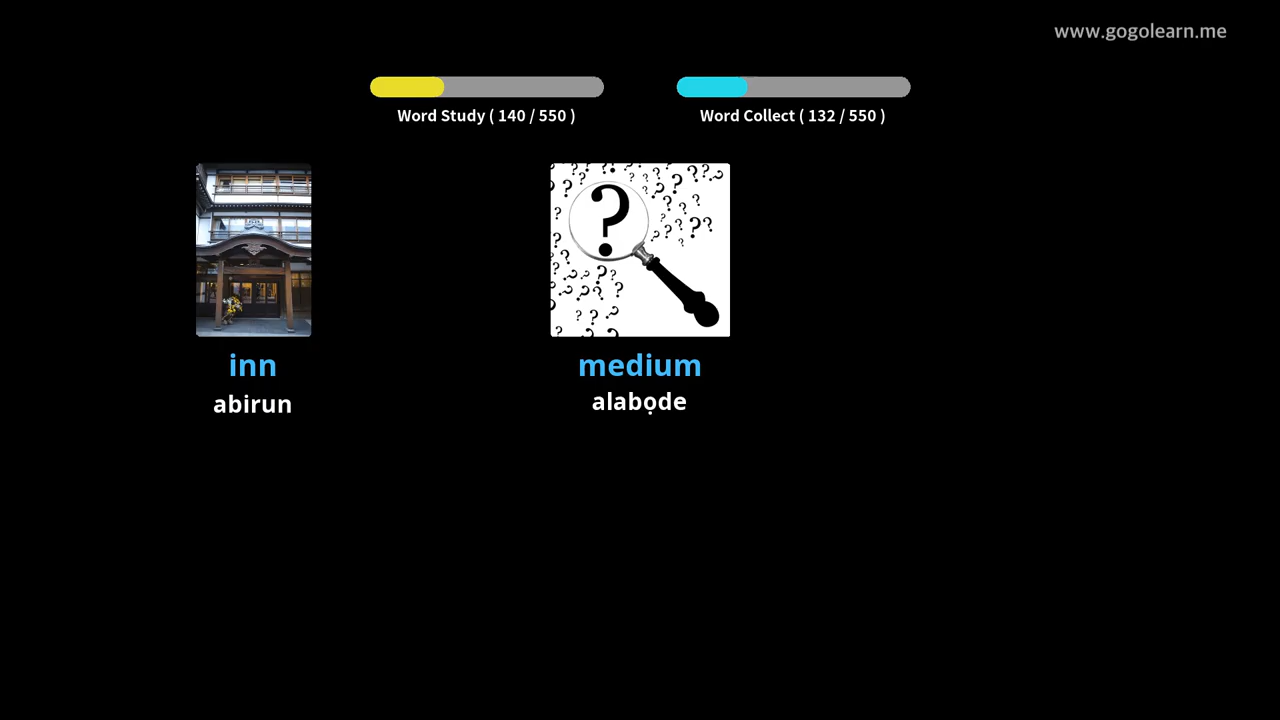 www.gogolearn.me
Word Study ( 140 / 550 )
Word Collect ( 132 / 550 )
inn
abirun
medium
alabọde